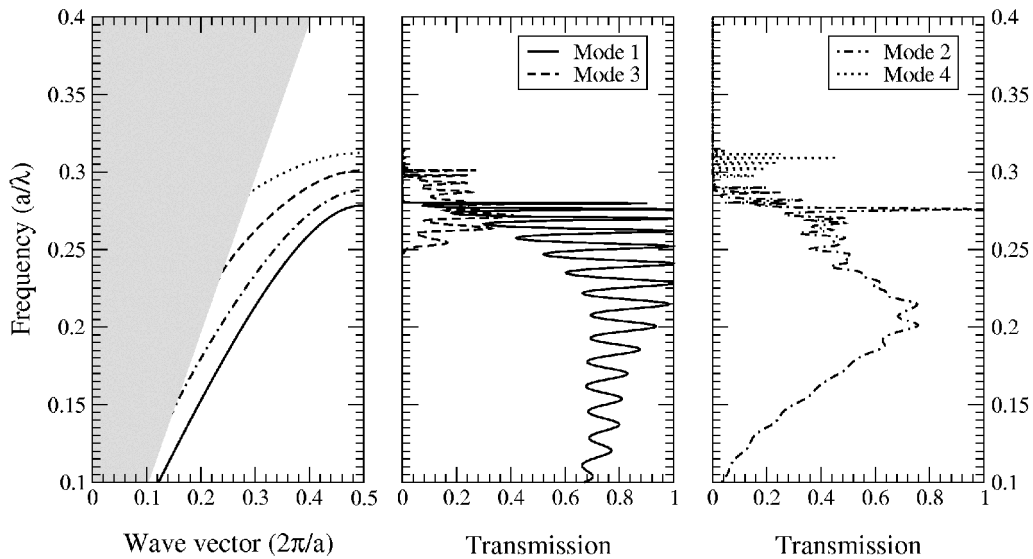 0.4
0.35
0.3
0.25
0.2
0.15
0.1
Frequency (a/λ)
0 0.1 0.2 0.3 0.4 0.5
Wave vector (2π/a)
Mode 1
Mode 3
0 0.2 0.4 0.6 0.8 1
Transmission
Mode 2
Mode 4
0 0.2 0.4 0.6 0.8 1
Transmission
0.4
0.35
0.3
0.25
0.2
0.15
0.1